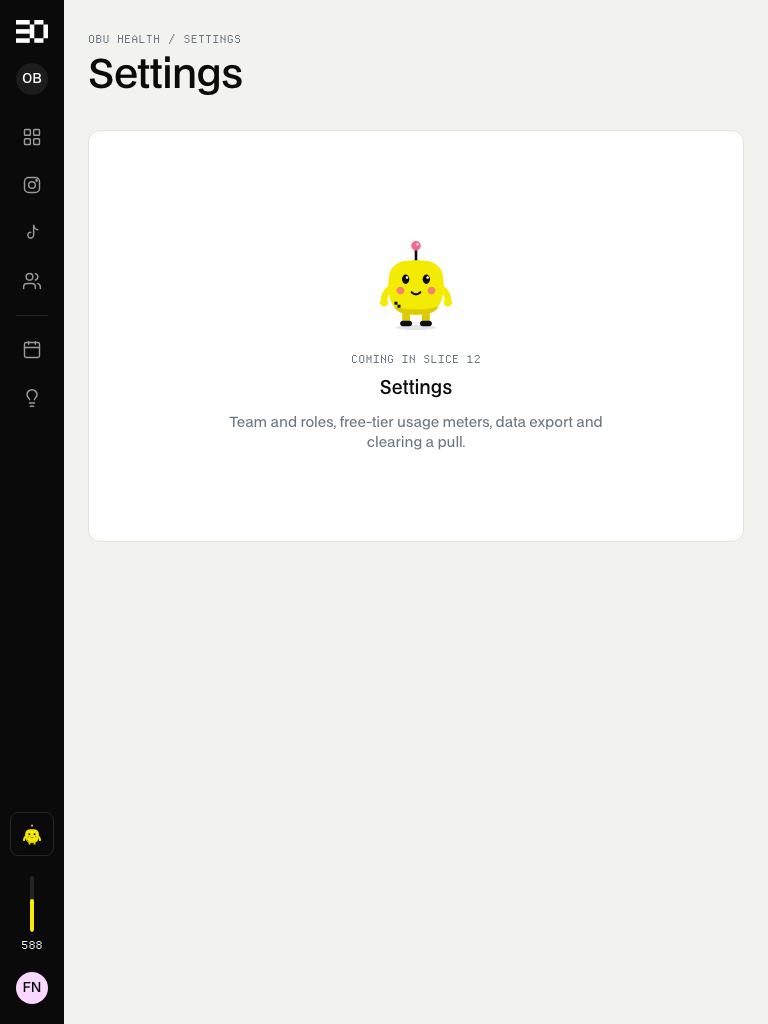 OB
588
FN
OBU HEALTH / SETTINGS
Settings
COMING IN SLICE 12
Settings
Team and roles, free-tier usage meters, data export and
clearing a pull.